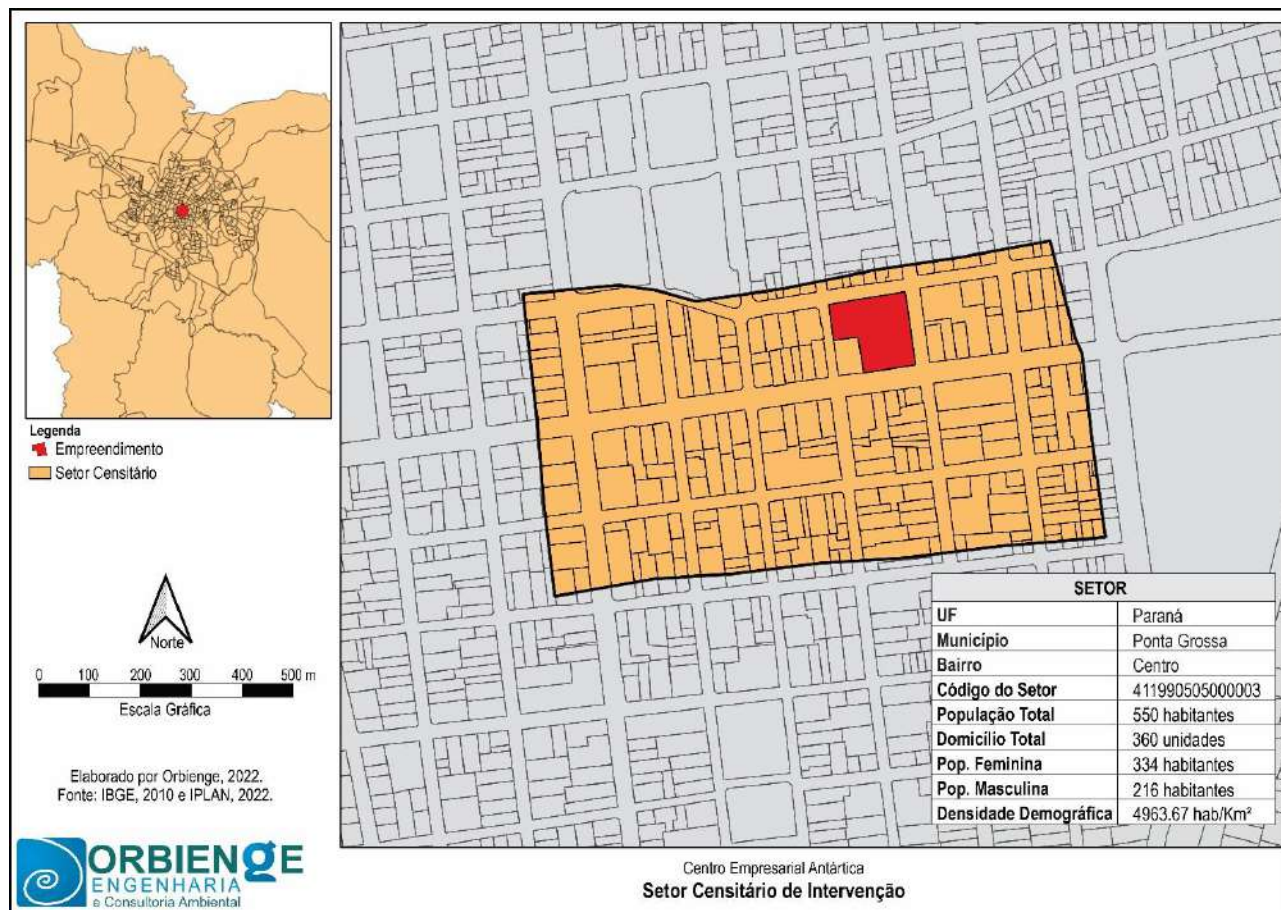 Legenda
Empreendimento
Setor Censitário
Norte
0 100 200 300 400 500 m
Escala Gráfica
Elaborado por Orbienge, 2022.
Fonte: IBGE, 2010 e IPLAN, 2022.
ORBIENGE
ENGENHARIA
e Consultoria Ambiental
SETOR
UF Paraná
Município Ponta Grossa
Bairro Centro
Código do Setor 411990505000003
População Total 550 habitantes
Domicílio Total 360 unidades
Pop. Feminina 334 habitantes
Pop. Masculina 216 habitantes
Densidade Demográfica 4963.67 hab/Km²
Centro Empresarial Antártica
Setor Censitário de Intervenção